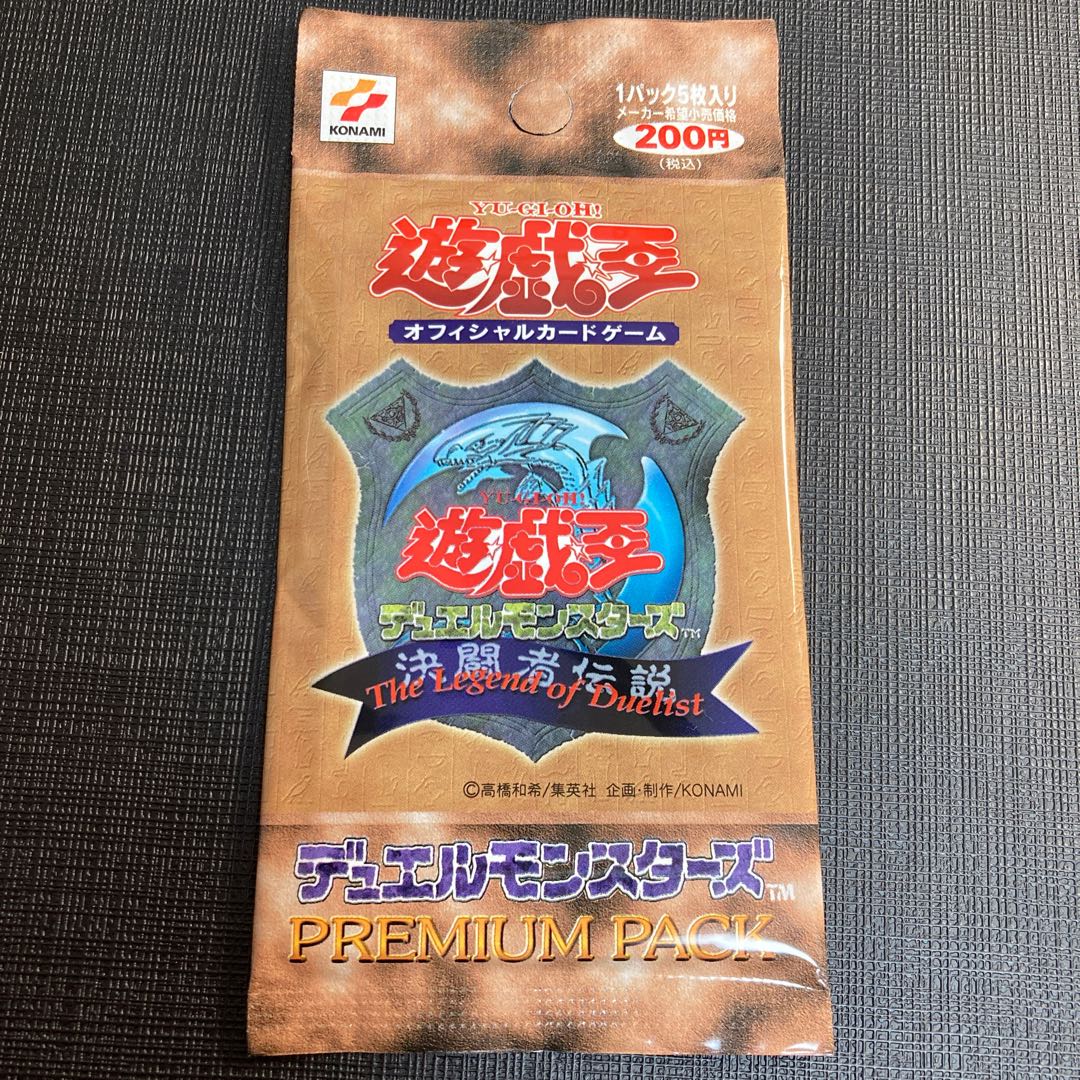 KONAMI
1パック5枚入り
メーカー希望小売価格
200円
(税込)
YU-GI-OH!
遊戯王
オフィシャルカードゲーム
YU-GI-OH!
遊戯王
デュエルモンスターズ™
決闘者伝説
The Legend of Duelist
©高橋和希/集英社 企画・制作/KONAMI
デュエルモンスターズ™
PREMIUM PACK